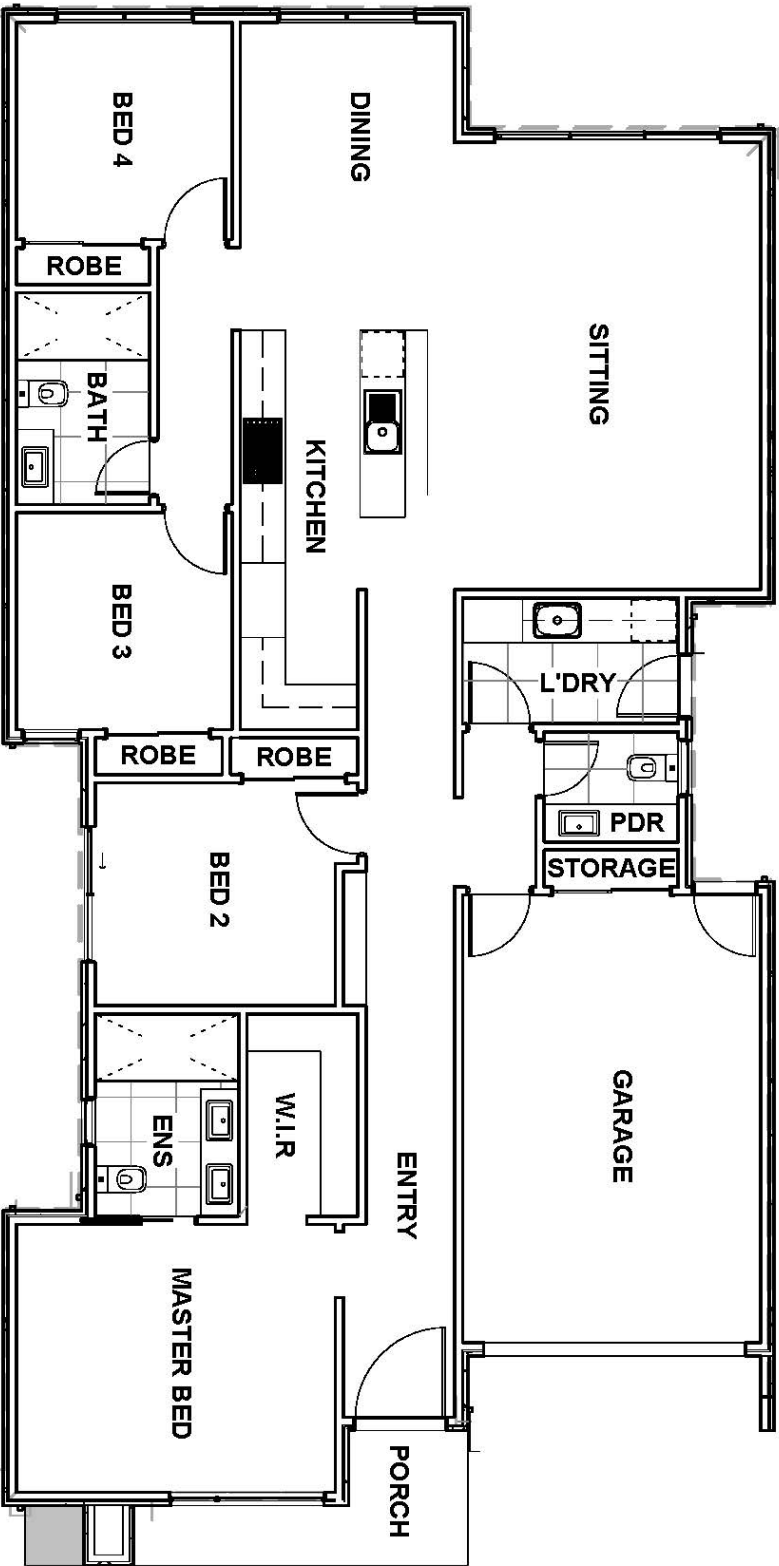 BED 4
DINING
ROBE
SITTING
BATH
KITCHEN
BED 3
L'DRY
ROBE
ROBE
PDR
BED 2
STORAGE
GARAGE
W.I.R
ENS
ENTRY
MASTER BED
PORCH